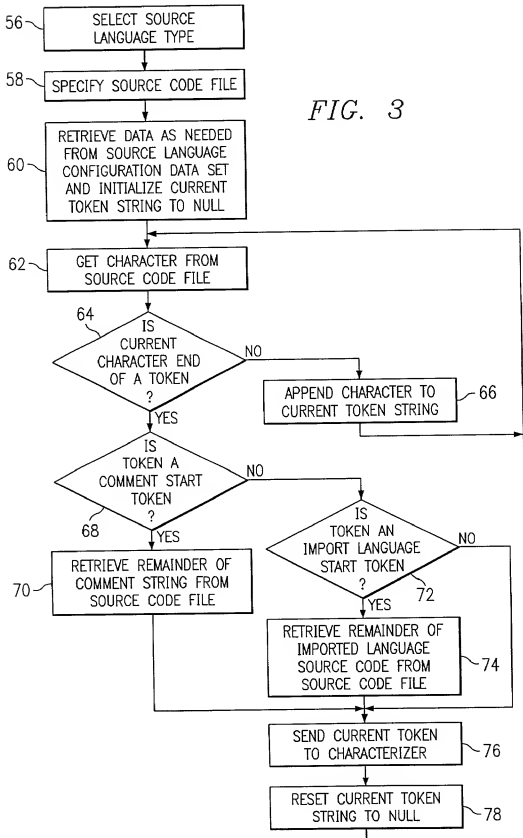 56
SELECT SOURCE
LANGUAGE TYPE
58
SPECIFY SOURCE CODE FILE
FIG. 3
60
RETRIEVE DATA AS NEEDED
FROM SOURCE LANGUAGE
CONFIGURATION DATA SET
AND INITIALIZE CURRENT
TOKEN STRING TO NULL
62
GET CHARACTER FROM
SOURCE CODE FILE
64
IS
CURRENT
CHARACTER END
OF A TOKEN
?
NO
YES
APPEND CHARACTER TO
CURRENT TOKEN STRING
66
IS
TOKEN A
COMMENT START
TOKEN
?
NO
68
YES
IS
TOKEN AN
IMPORT LANGUAGE
START TOKEN
?
NO
72
YES
70
RETRIEVE REMAINDER OF
COMMENT STRING FROM
SOURCE CODE FILE
RETRIEVE REMAINDER OF
IMPORTED LANGUAGE
SOURCE CODE FROM
SOURCE CODE FILE
74
SEND CURRENT TOKEN
TO CHARACTERIZER
76
RESET CURRENT TOKEN
STRING TO NULL
78